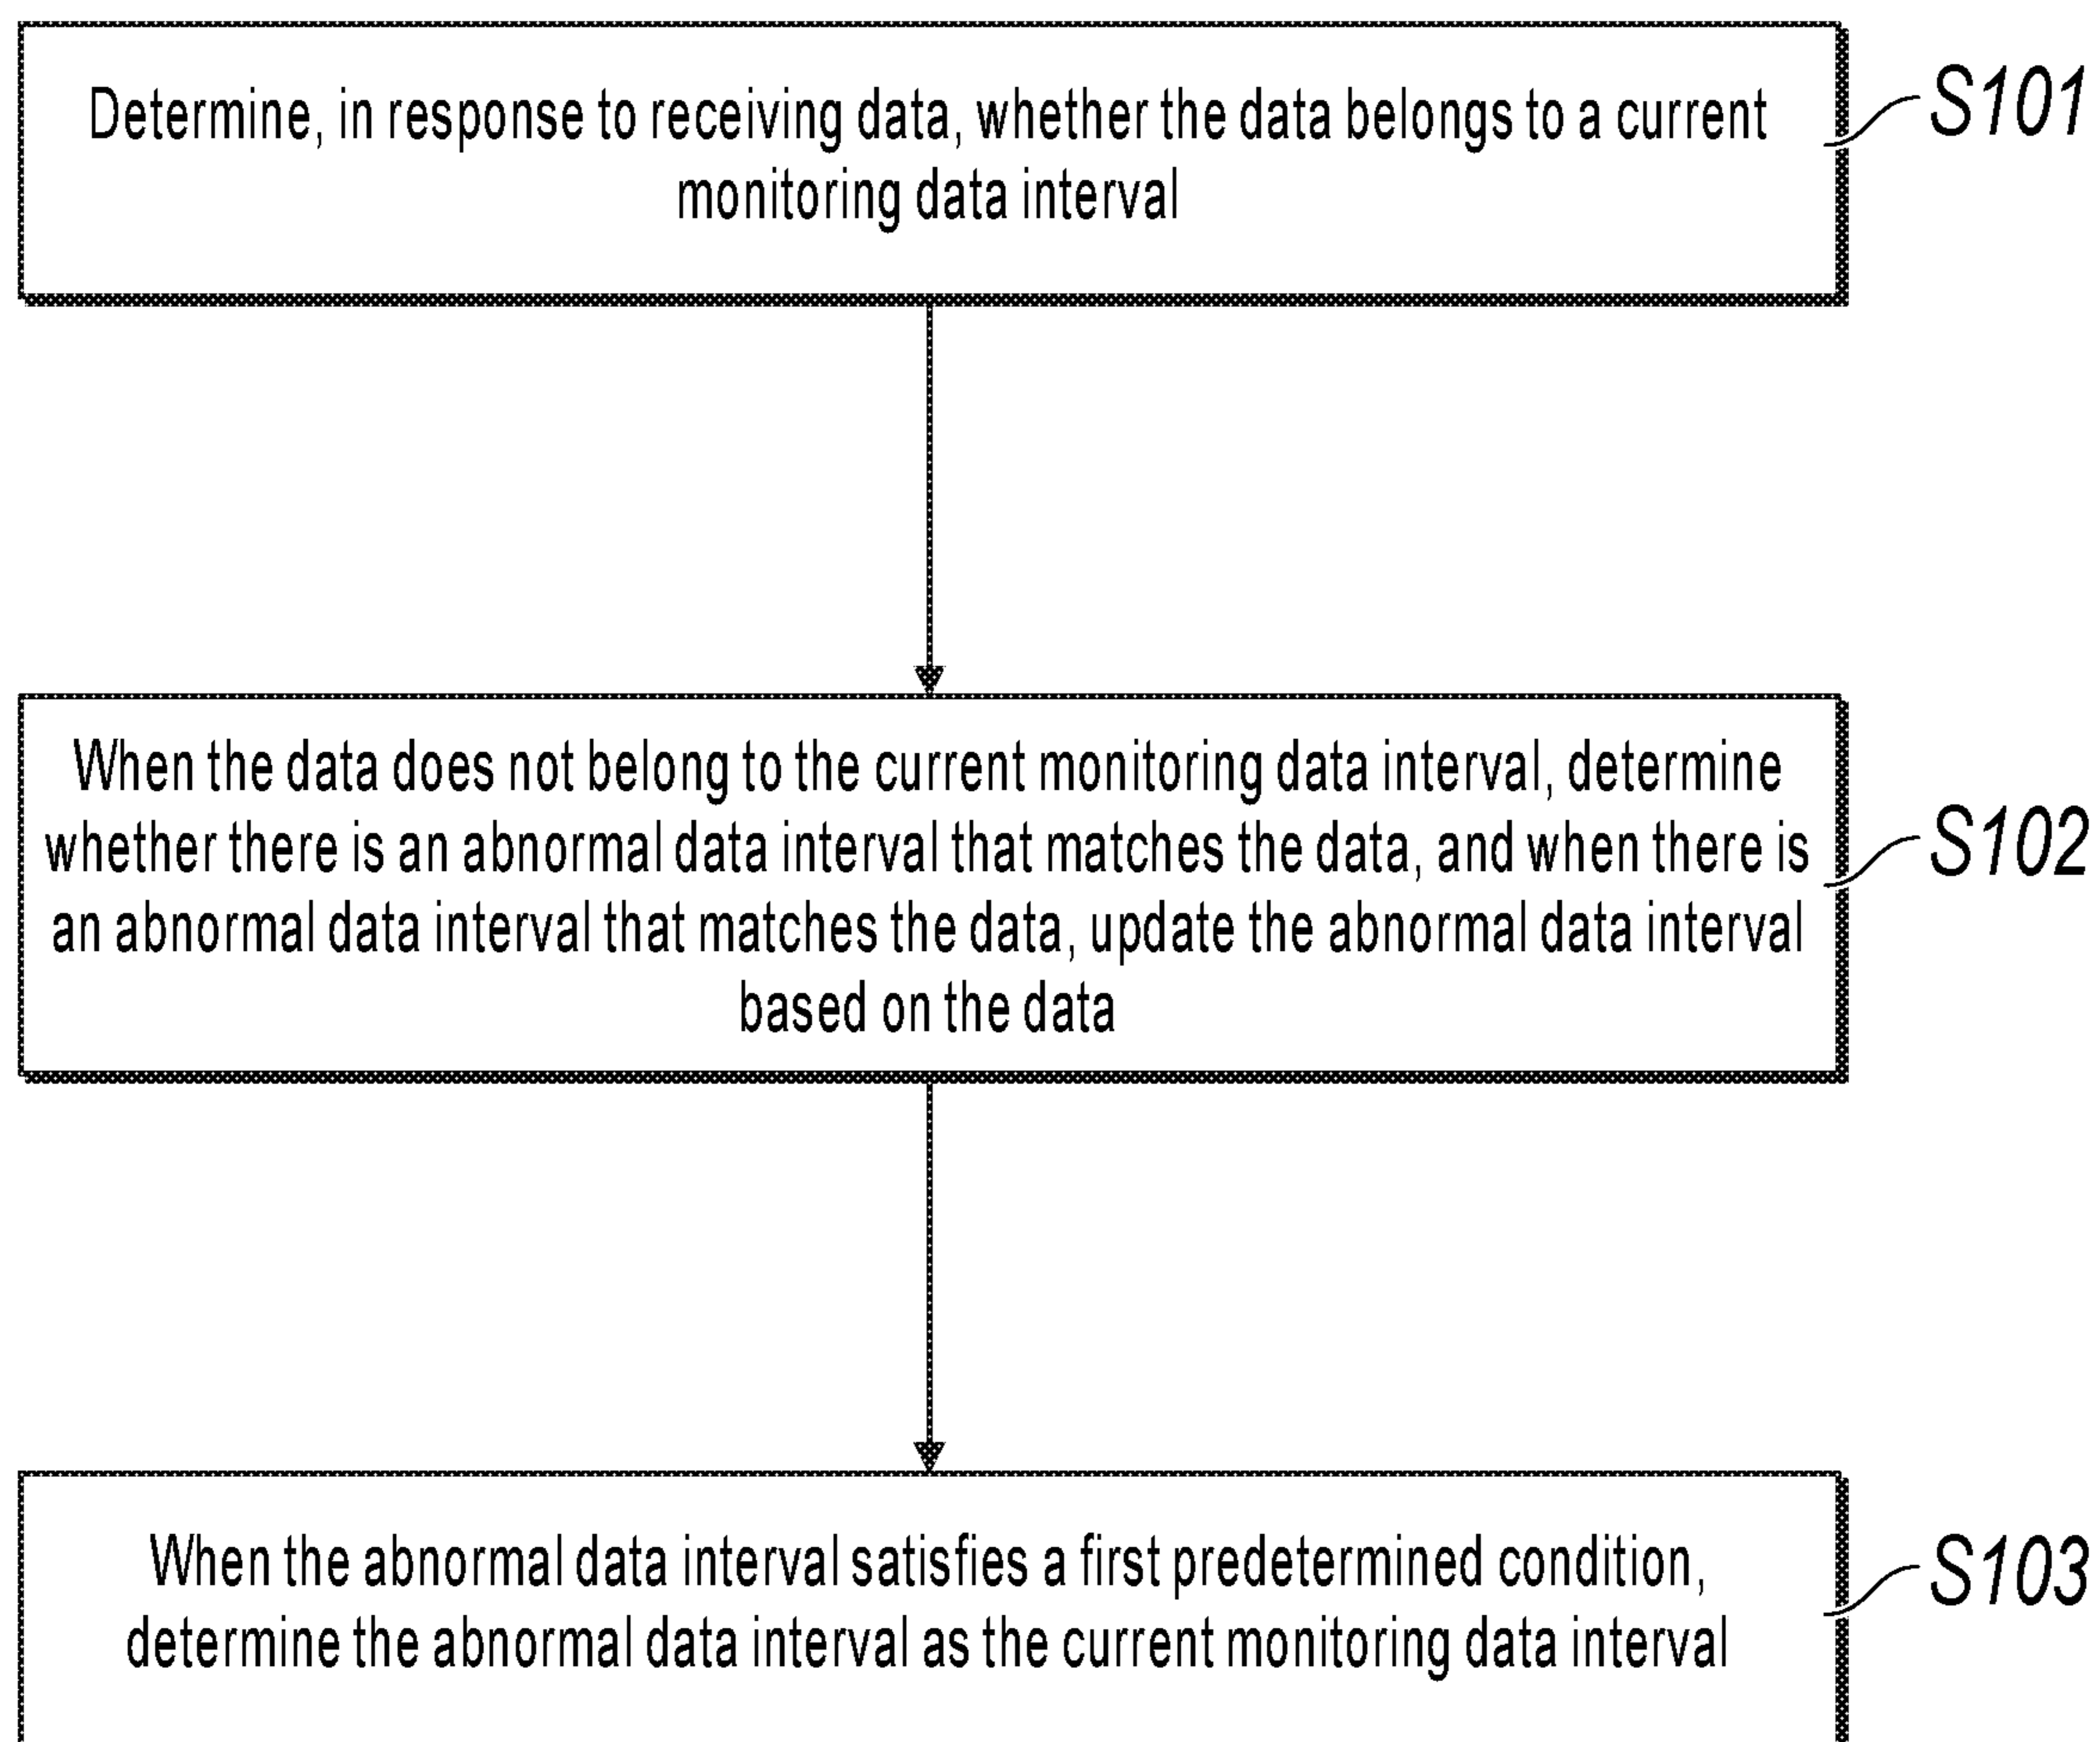 Determine, in response to receiving data, whether the data belongs to a current
monitoring data interval
S101
When the data does not belong to the current monitoring data interval, determine
whether there is an abnormal data interval that matches the data, and when there is
an abnormal data interval that matches the data, update the abnormal data interval
based on the data
S102
When the abnormal data interval satisfies a first predetermined condition,
determine the abnormal data interval as the current monitoring data interval
S103